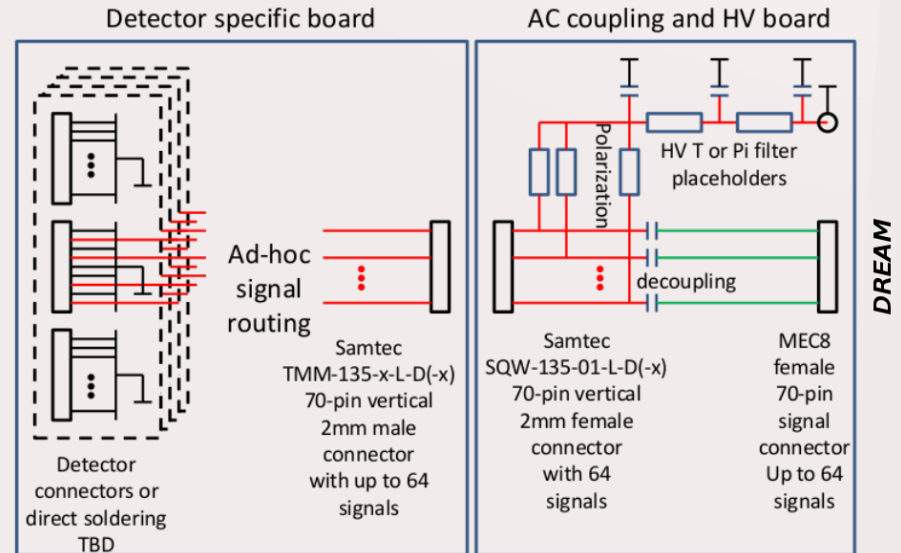 Detector specific board
AC coupling and HV board
Polarization
HV T or Pi filter
placeholders
Ad-hoc
signal
routing
decoupling
DREAM
Samtec
TMM-135-x-L-D(-x)
70-pin vertical
2mm male
connector
with up to 64
signals
Samtec
SQW-135-01-L-D(-x)
70-pin vertical
2mm female
connector
with 64
signals
MEC8
female
70-pin
signal
connector
Up to 64
signals
Detector
connectors or
direct soldering
TBD